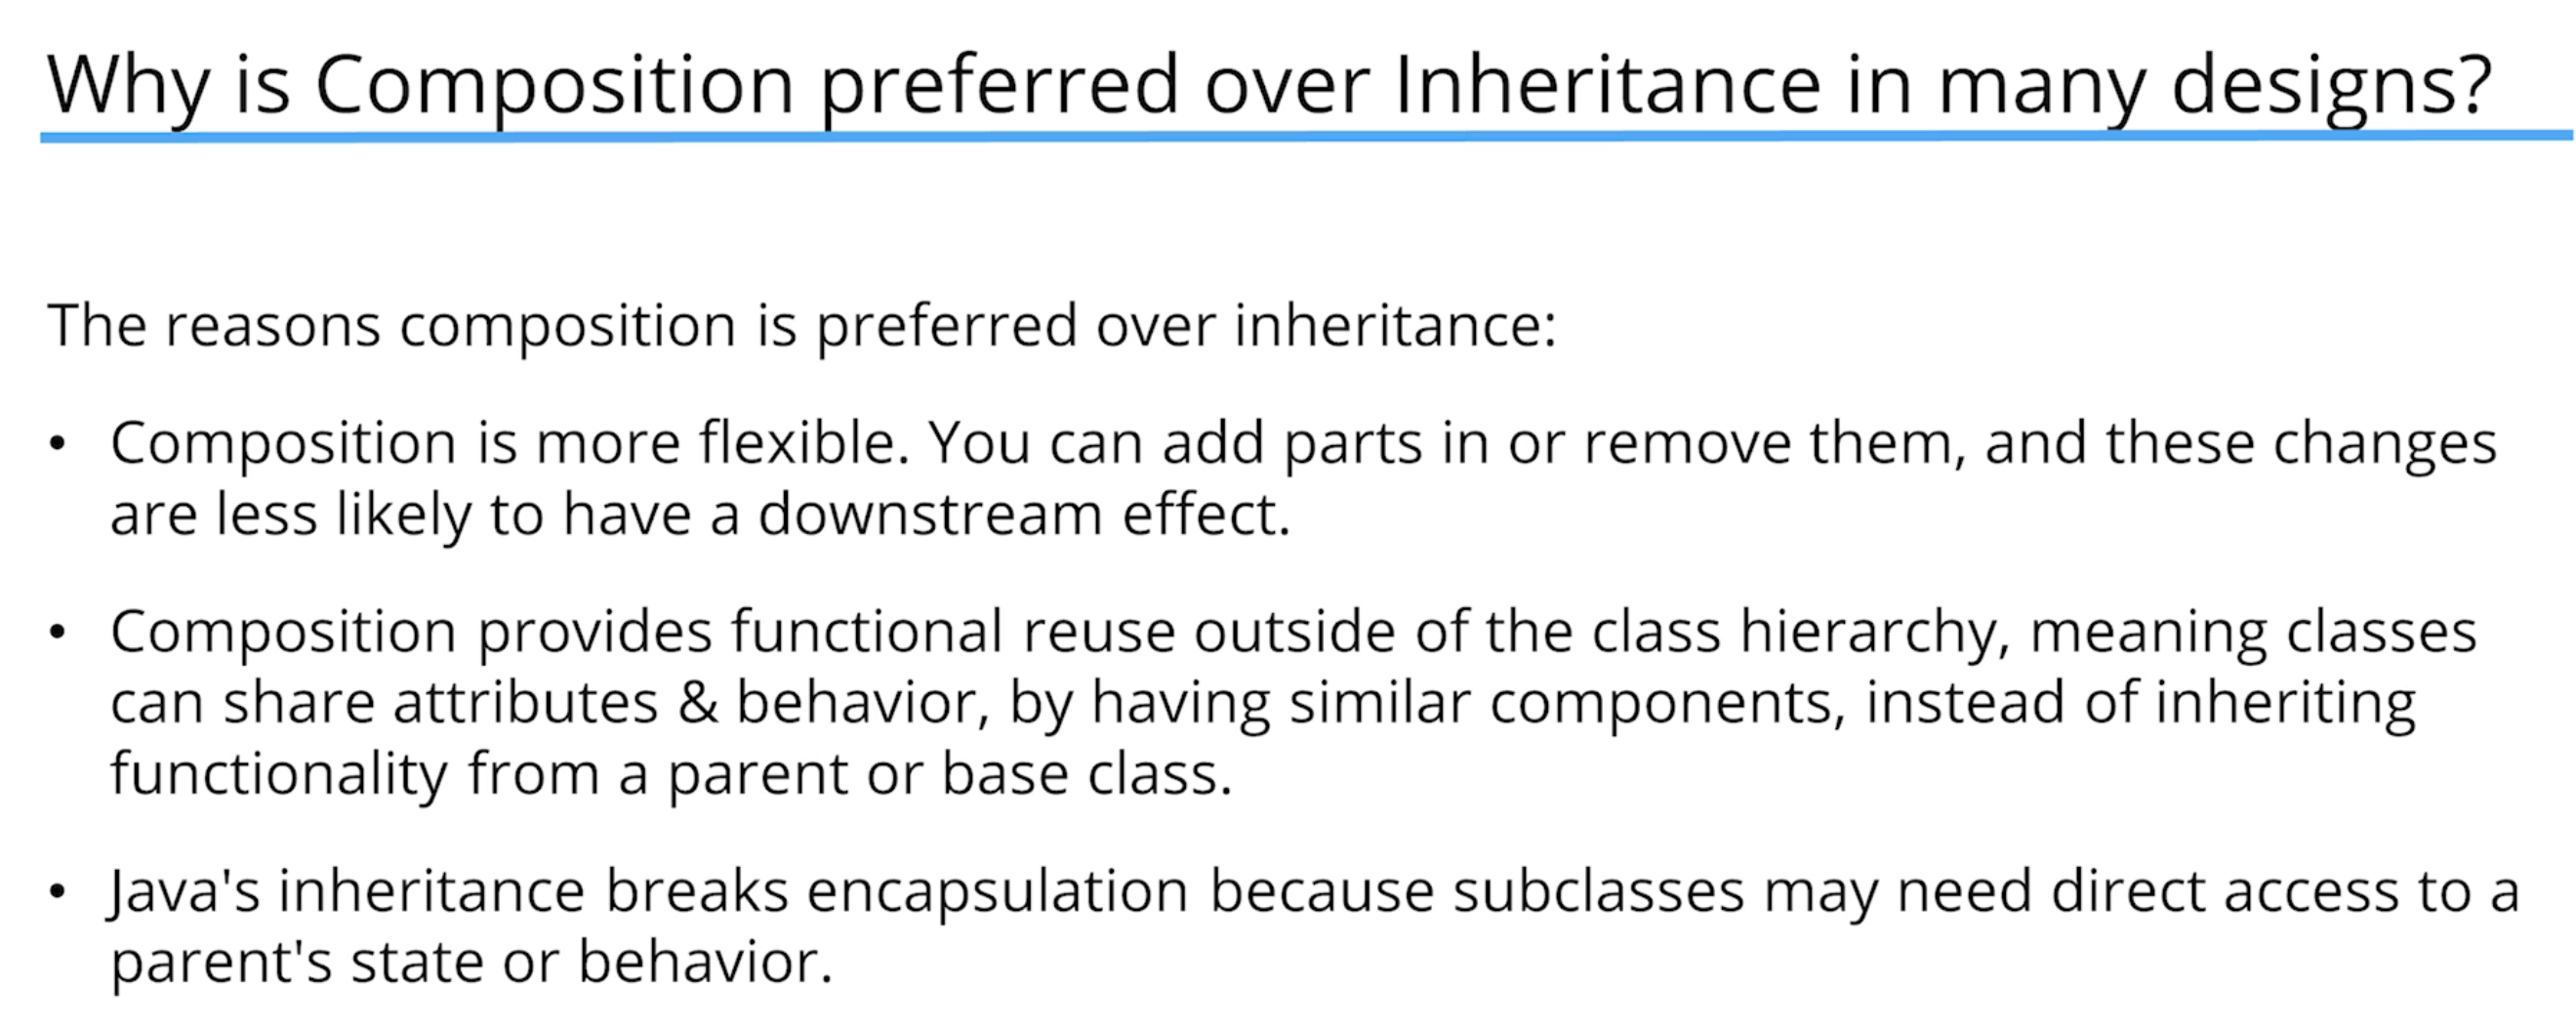 Why is Composition preferred over Inheritance in many designs?
The reasons composition is preferred over inheritance:
• Composition is more flexible. You can add parts in or remove them, and these changes
are less likely to have a downstream effect.
• Composition provides functional reuse outside of the class hierarchy, meaning classes
can share attributes & behavior, by having similar components, instead of inheriting
functionality from a parent or base class.
• Java's inheritance breaks encapsulation because subclasses may need direct access to a
parent's state or behavior.